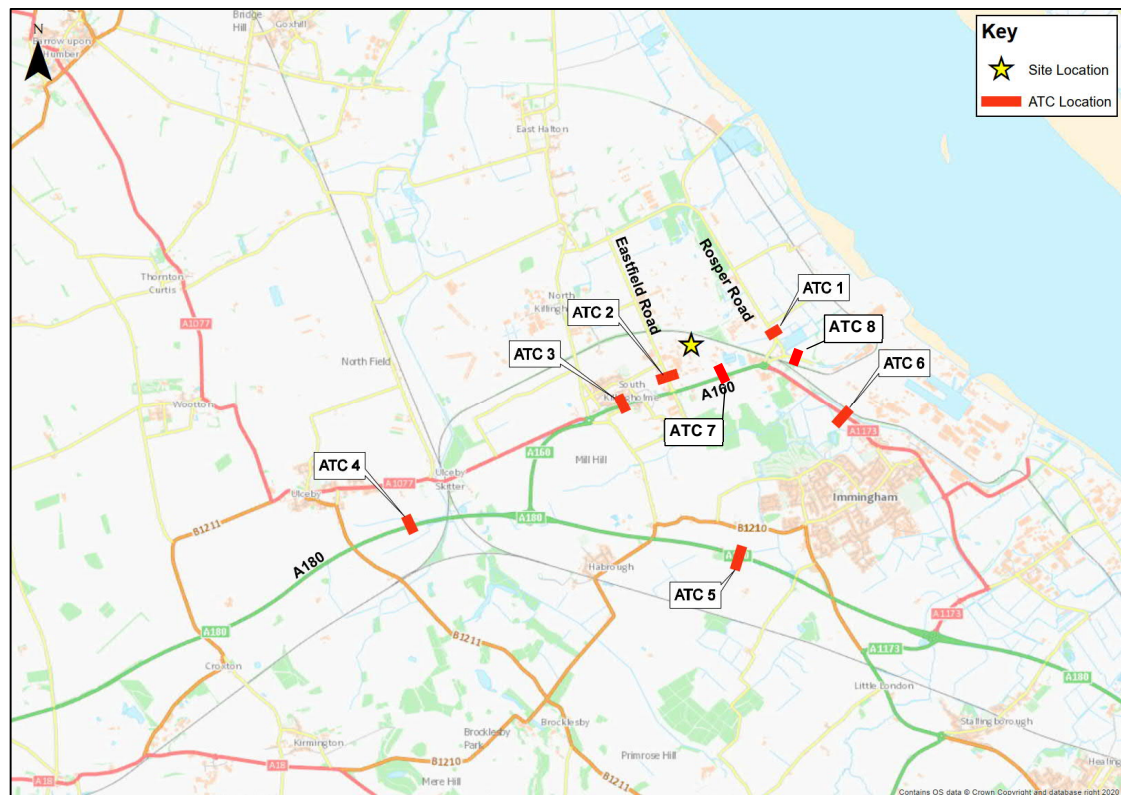 N
Bridge
Hill
Goxhill
Barrow upon
Humber
Key
Site Location
ATC Location
East Halton
Thornton
Curtis
A1077
North Field
Wootton
Eastfield Road
Rosper Road
North
Killingh
ATC 1
ATC 2
ATC 8
ATC 3
ATC 6
South
Killingholme
A160
ATC 7
A1173
Mill Hill
A160
ATC 4
Ulceby
Skitter
A1077
Ulceby
Immingham
B1211
A180
B1210
A180
Habrough
ATC 5
A180
B1211
A1173
A1173
Croxton
A180
Little London
Stallingborough
Brocklesby
Brocklesby
Park
Kirmington
B1210
Primrose Hill
Healing
A18
A18
Mere Hill
B1211
Contains OS data © Crown Copyright and database right 2020